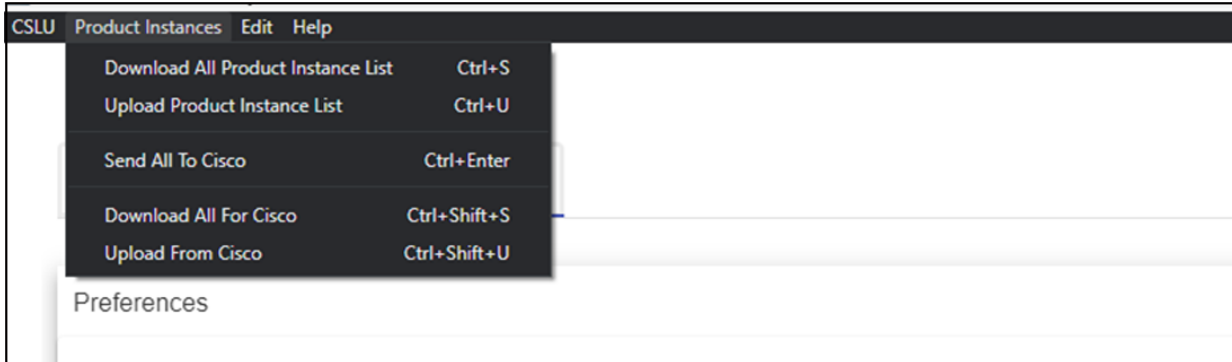 CSLU Product Instances Edit Help
Download All Product Instance List Ctrl+S
Upload Product Instance List Ctrl+U
Send All To Cisco Ctrl+Enter
Download All For Cisco Ctrl+Shift+S
Upload From Cisco Ctrl+Shift+U
Preferences